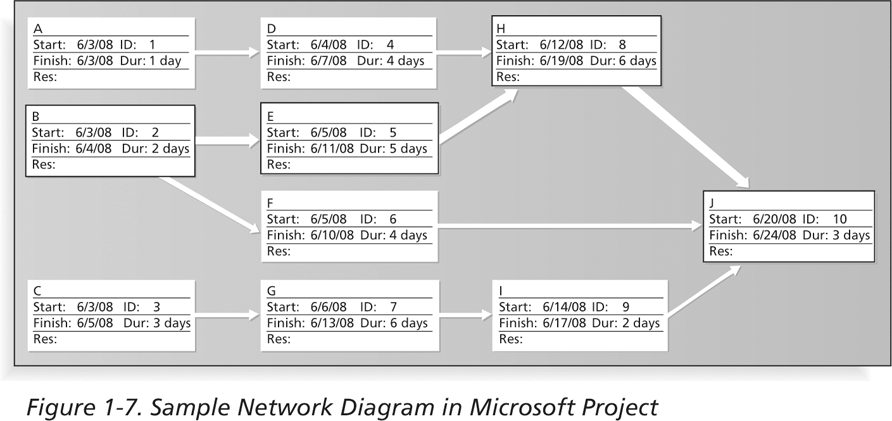 A
Start: 6/3/08 ID: 1
Finish: 6/3/08 Dur: 1 day
Res:
D
Start: 6/4/08 ID: 4
Finish: 6/7/08 Dur: 4 days
Res:
H
Start: 6/12/08 ID: 8
Finish: 6/19/08 Dur: 6 days
Res:
B
Start: 6/3/08 ID: 2
Finish: 6/4/08 Dur: 2 days
Res:
E
Start: 6/5/08 ID: 5
Finish: 6/11/08 Dur: 5 days
Res:
F
Start: 6/5/08 ID: 6
Finish: 6/10/08 Dur: 4 days
Res:
J
Start: 6/20/08 ID: 10
Finish: 6/24/08 Dur: 3 days
Res:
C
Start: 6/3/08 ID: 3
Finish: 6/5/08 Dur: 3 days
Res:
G
Start: 6/6/08 ID: 7
Finish: 6/13/08 Dur: 6 days
Res:
I
Start: 6/14/08 ID: 9
Finish: 6/17/08 Dur: 2 days
Res:
Figure 1-7. Sample Network Diagram in Microsoft Project